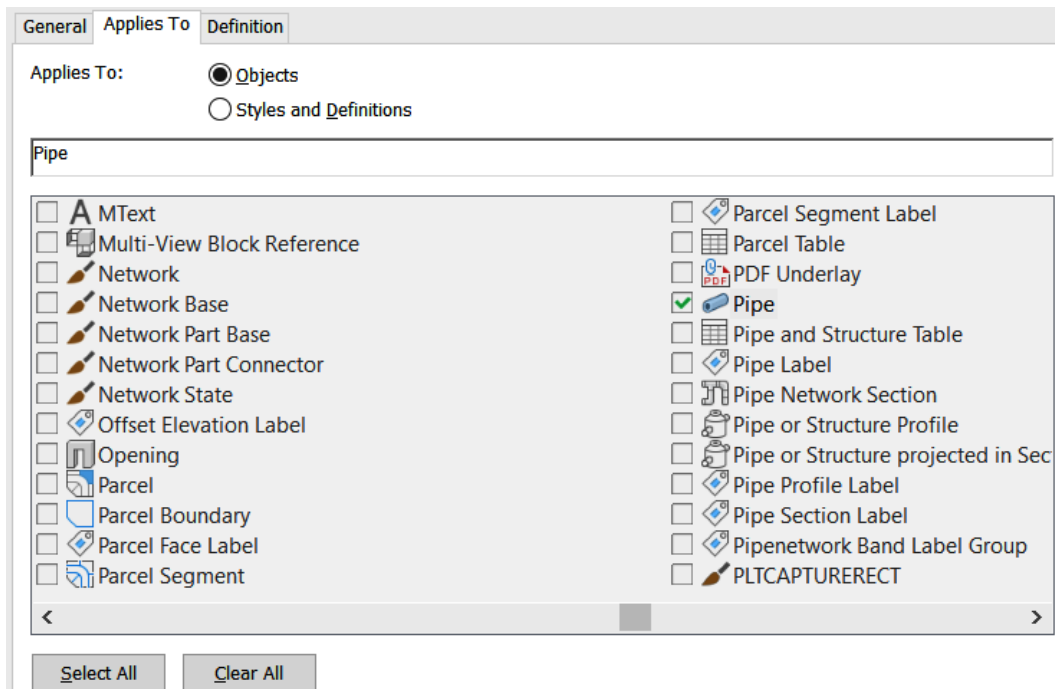 General Applies To Definition
Applies To: Objects
Styles and Definitions
Pipe
MText
Multi-View Block Reference
Network
Network Base
Network Part Base
Network Part Connector
Network State
Offset Elevation Label
Opening
Parcel
Parcel Boundary
Parcel Face Label
Parcel Segment
Parcel Segment Label
Parcel Table
PDF Underlay
Pipe
Pipe and Structure Table
Pipe Label
Pipe Network Section
Pipe or Structure Profile
Pipe or Structure projected in Sec
Pipe Profile Label
Pipe Section Label
Pipenetwork Band Label Group
PLTCAPTURERECT
Select All Clear All